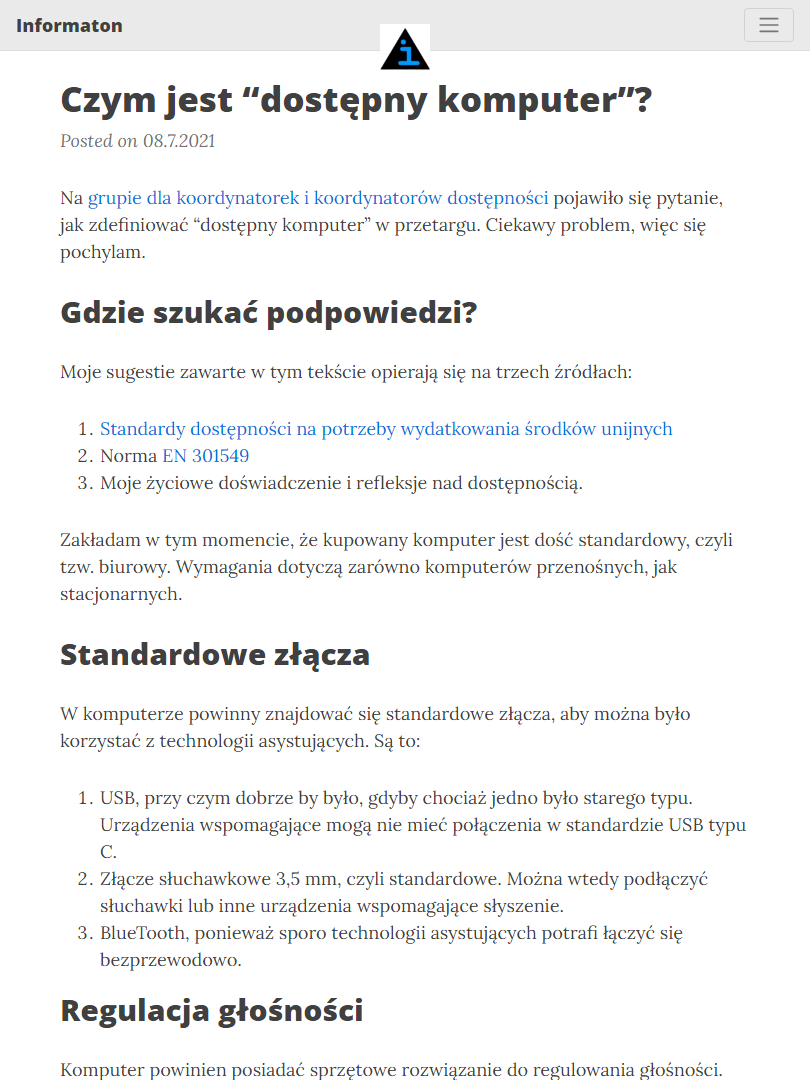 Informaton
i
Czym jest “dostępny komputer”?
Posted on 08.7.2021
Na grupie dla koordynatorek i koordynatorów dostępności pojawiło się pytanie,
jak zdefiniować “dostępny komputer” w przetargu. Ciekawy problem, więc się
pochylam.
Gdzie szukać podpowiedzi?
Moje sugestie zawarte w tym tekście opierają się na trzech źródłach:
1. Standardy dostępności na potrzeby wydatkowania środków unijnych
2. Norma EN 301549
3. Moje życiowe doświadczenie i refleksje nad dostępnością.
Zakładam w tym momencie, że kupowany komputer jest dość standardowy, czyli
tzw. biurowy. Wymagania dotyczą zarówno komputerów przenośnych, jak
stacjonarnych.
Standardowe złącza
W komputerze powinny znajdować się standardowe złącza, aby można było
korzystać z technologii asystujących. Są to:
1. USB, przy czym dobrze by było, gdyby chociaż jedno było starego typu.
Urządzenia wspomagające mogą nie mieć połączenia w standardzie USB typu
C.
2. Złącze słuchawkowe 3,5 mm, czyli standardowe. Można wtedy podłączyć
słuchawki lub inne urządzenia wspomagające słyszenie.
3. BlueTooth, ponieważ sporo technologii asystujących potrafi łączyć się
bezprzewodowo.
Regulacja głośności
Komputer powinien posiadać sprzętowe rozwiązanie do regulowania głośności.